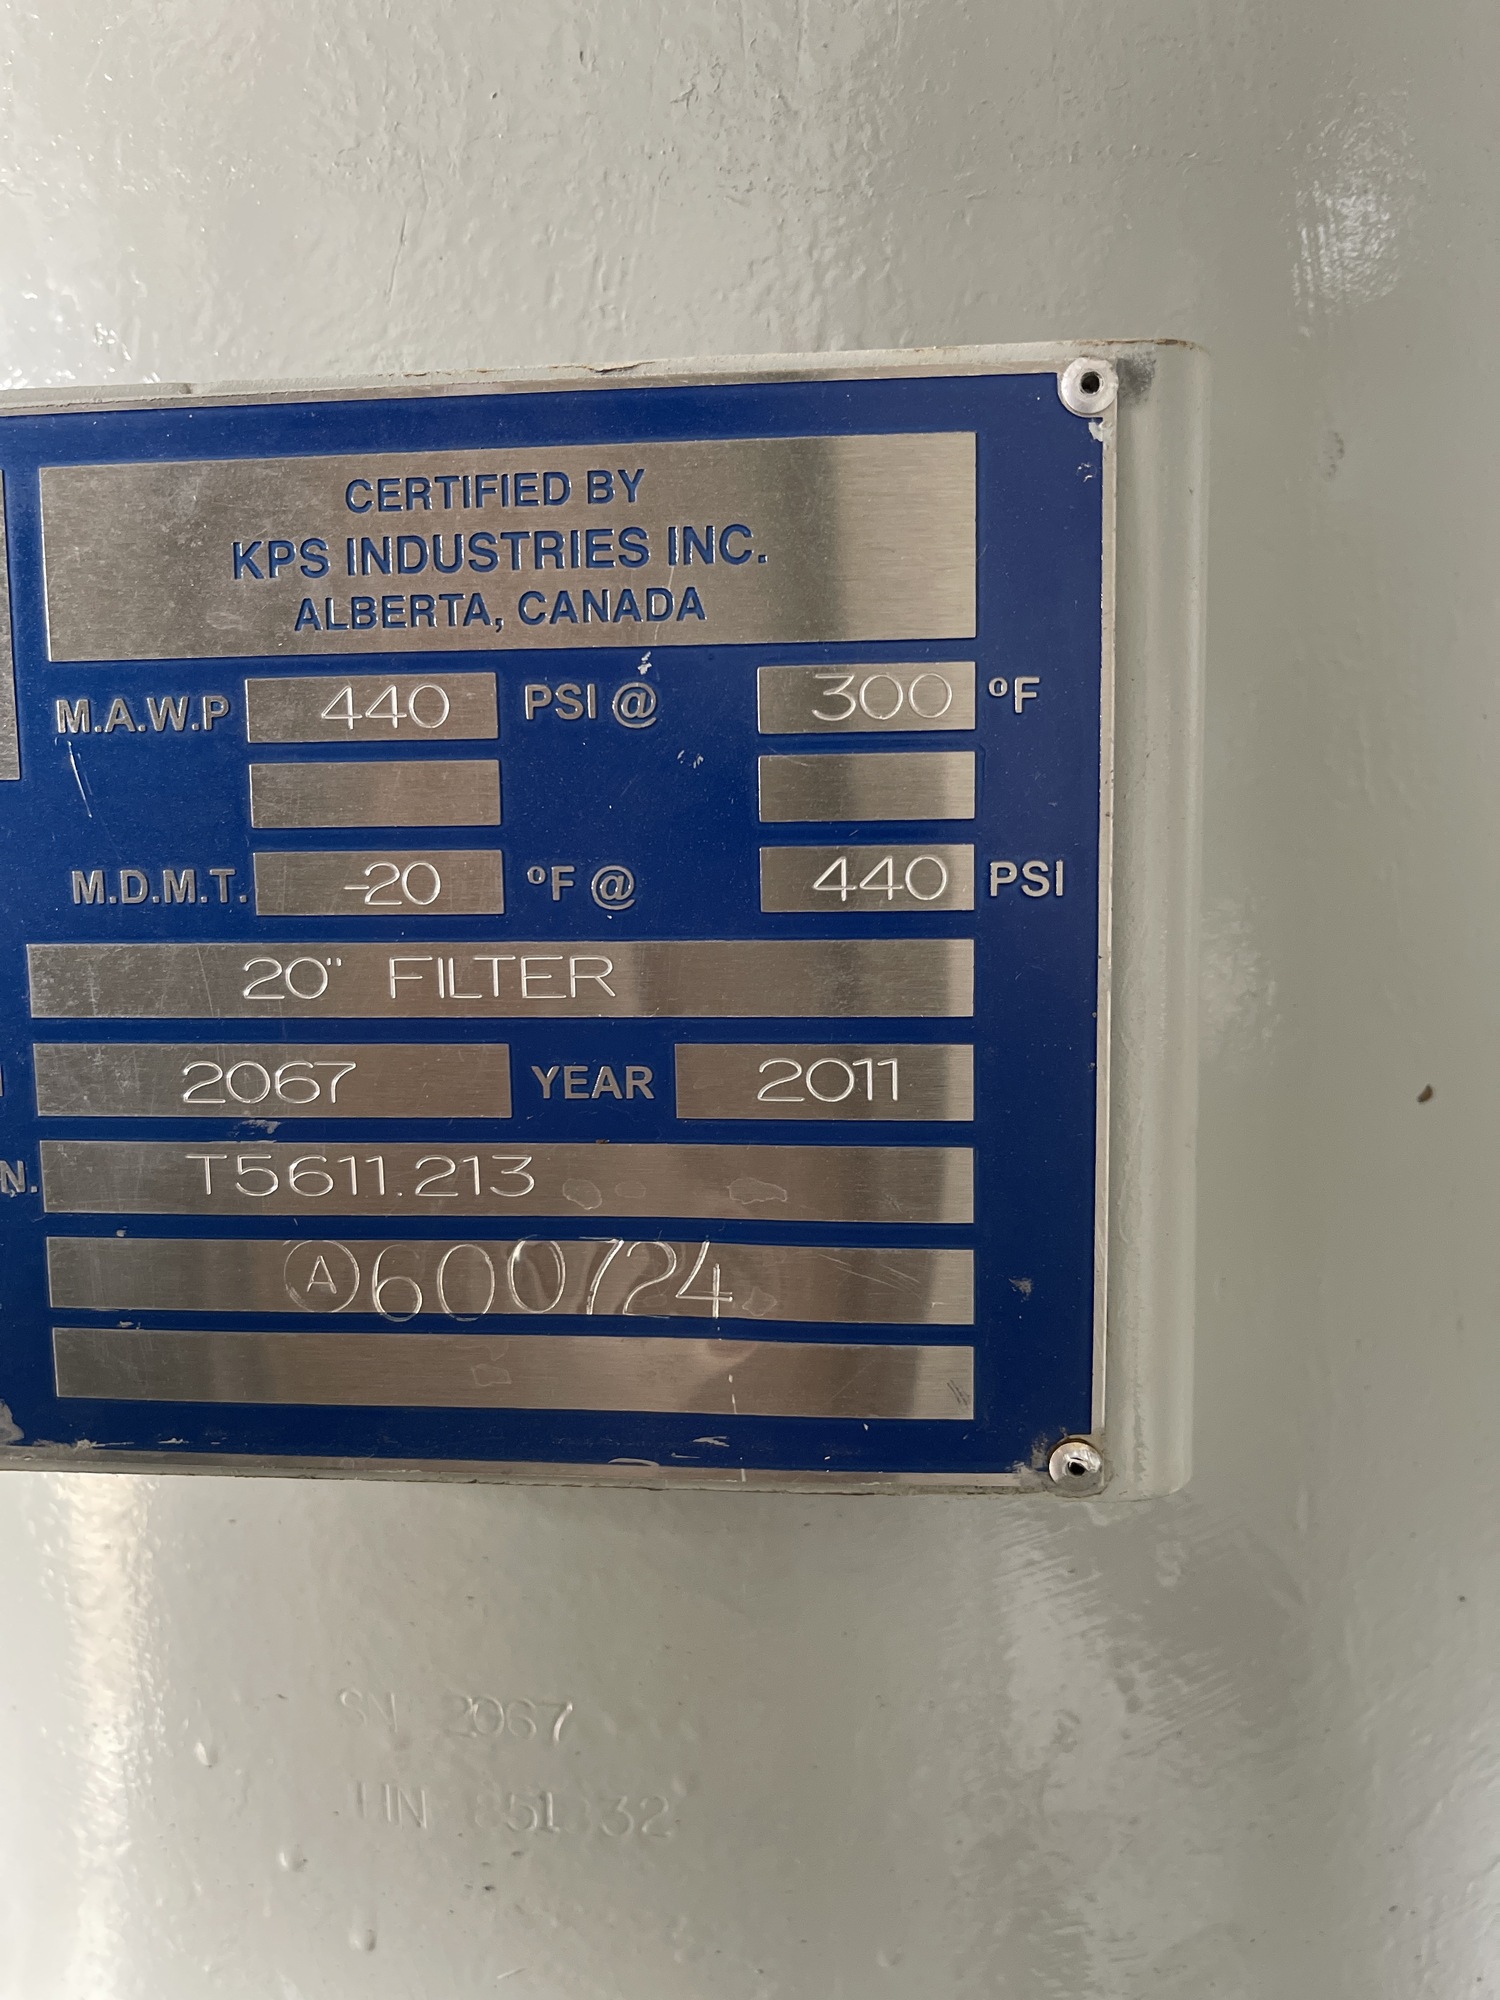 CERTIFIED BY
KPS INDUSTRIES INC.
ALBERTA, CANADA
M.A.W.P 440 PSI @ 300 °F
M.D.M.T. -20 °F @ 440 PSI
20" FILTER
2067 YEAR 2011
N. T5611.213
Ⓐ600724
SN 2067